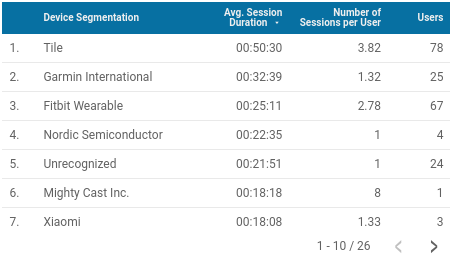 Device Segmentation Avg. Session Duration Number of Sessions per User Users
1. Tile 00:50:30 3.82 78
2. Garmin International 00:32:39 1.32 25
3. Fitbit Wearable 00:25:11 2.78 67
4. Nordic Semiconductor 00:22:35 1 4
5. Unrecognized 00:21:51 1 24
6. Mighty Cast Inc. 00:18:18 8 1
7. Xiaomi 00:18:08 1.33 3
1 - 10 / 26